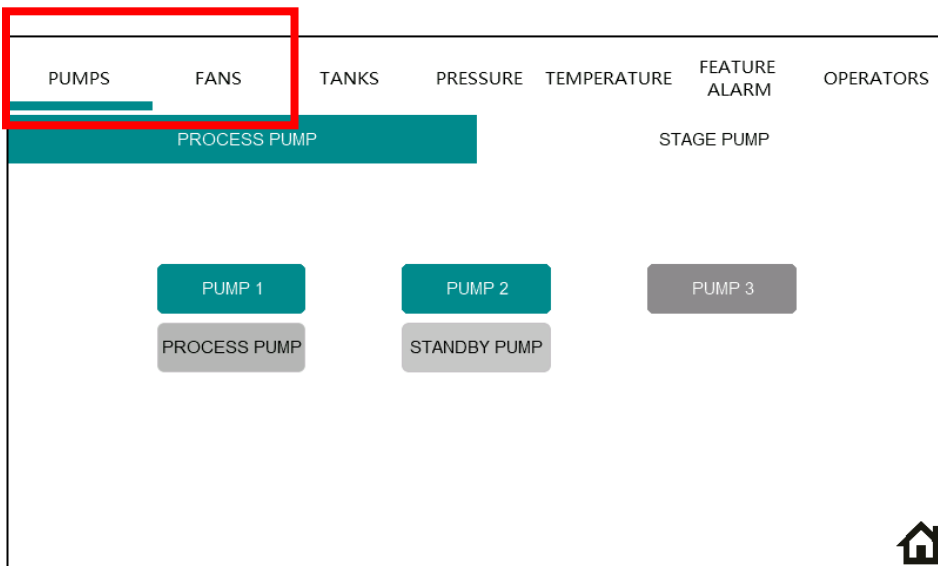 PUMPS FANS TANKS PRESSURE TEMPERATURE FEATURE ALARM OPERATORS
PROCESS PUMP STAGE PUMP
PUMP 1 PUMP 2 PUMP 3
PROCESS PUMP STANDBY PUMP